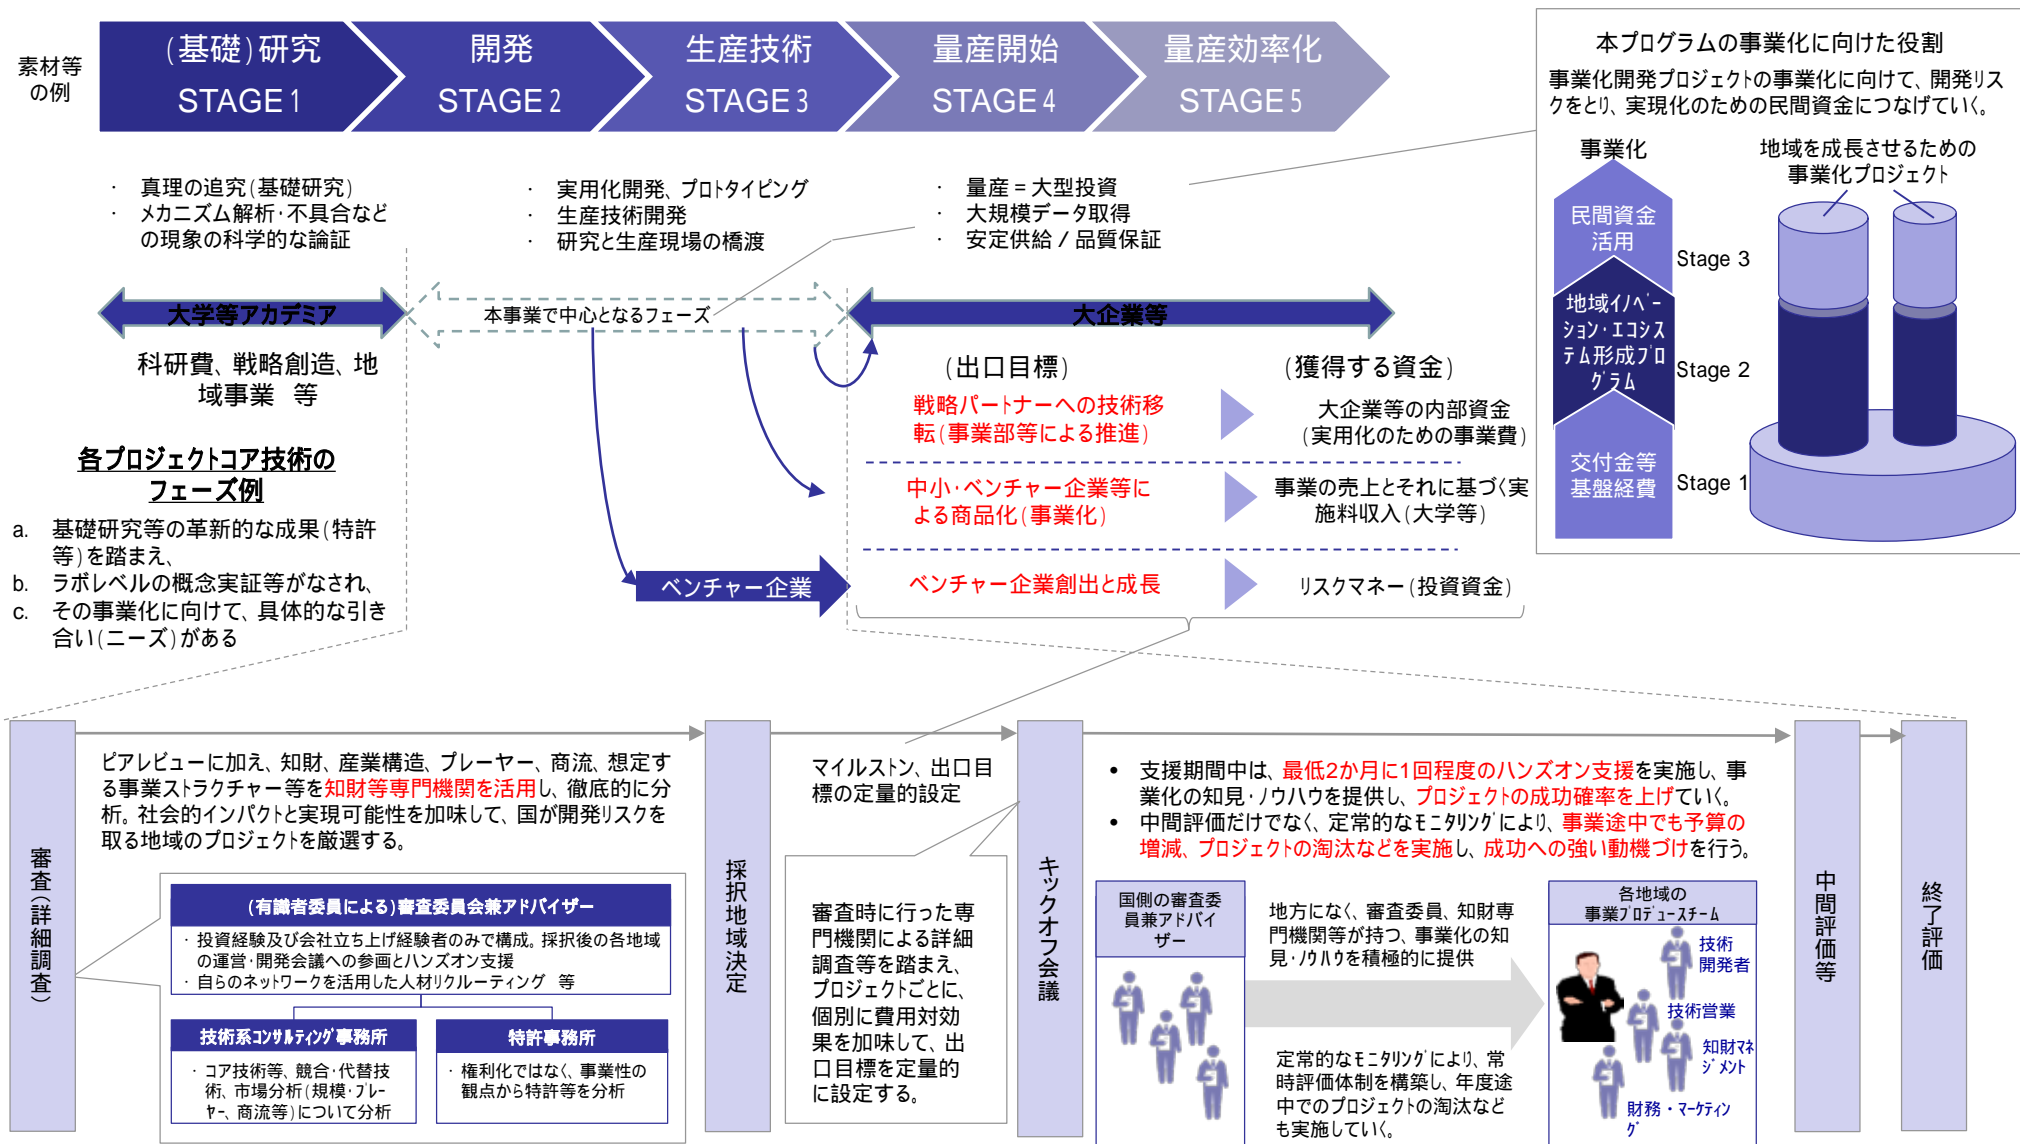 素材等
の例
(基礎)研究
STAGE 1
開発
STAGE 2
生産技術
STAGE 3
量産開始
STAGE 4
量産効率化
STAGE 5
・ 真理の追究(基礎研究)
・ メカニズム解析・不具合など
の現象の科学的な論証
・ 実用化開発、プロトタイピング
・ 生産技術開発
・ 研究と生産現場の橋渡
・ 量産＝大型投資
・ 大規模データ取得
・ 安定供給／品質保証
大学等アカデミア
本事業で中心となるフェーズ
大企業等
科研費、戦略創造、地
域事業 等
各プロジェクトコア技術の
フェーズ例
a. 基礎研究等の革新的な成果(特許
等)を踏まえ、
b. ラボレベルの概念実証等がなされ、
c. その事業化に向けて、具体的な引き
合い(ニーズ)がある
ベンチャー企業
(出口目標)
(獲得する資金)
戦略パートナーへの技術移
転(事業部等による推進)
大企業等の内部資金
(実用化のための事業費)
中小・ベンチャー企業等に
よる商品化(事業化)
事業の売上とそれに基づく実
施料収入(大学等)
ベンチャー企業創出と成長
リスクマネー(投資資金)
本プログラムの事業化に向けた役割
事業化開発プロジェクトの事業化に向けて、開発リス
クをとり、実現化のための民間資金につなげていく。
事業化
地域を成長させるための
事業化プロジェクト
民間資金
活用
Stage 3
地域イノベー
ション・エコシス
テム形成プロ
グラム
Stage 2
交付金等
基盤経費
Stage 1
審査(詳細調査)
ピアレビューに加え、知財、産業構造、プレーヤー、商流、想定す
る事業ストラクチャー等を知財等専門機関を活用し、徹底的に分
析。社会的インパクトと実現可能性を加味して、国が開発リスクを
取る地域のプロジェクトを厳選する。
(有識者委員による)審査委員会兼アドバイザー
・ 投資経験及び会社立ち上げ経験者のみで構成。採択後の各地域
の運営・開発会議への参画とハンズオン支援
・ 自らのネットワークを活用した人材リクルーティング 等
技術系コンサルティング事務所
・ コア技術等、競合・代替技
術、市場分析(規模・プレー
ヤー、商流等)について分析
特許事務所
・ 権利化ではなく、事業性の
観点から特許等を分析
採択地域決定
マイルストン、出口目
標の定量的設定
審査時に行った専
門機関による詳細
調査等を踏まえ、
プロジェクトごとに、
個別に費用対効
果を加味して、出
口目標を定量的
に設定する。
キックオフ会議
• 支援期間中は、最低2か月に1回程度のハンズオン支援を実施し、事
業化の知見・ノウハウを提供し、プロジェクトの成功確率を上げていく。
• 中間評価だけでなく、定常的なモニタリングにより、事業途中でも予算の
増減、プロジェクトの淘汰などを実施し、成功への強い動機づけを行う。
国側の審査委
員兼アドバイ
ザー
地方になく、審査委員、知財専
門機関等が持つ、事業化の知
見・ノウハウを積極的に提供
定常的なモニタリングにより、常
時評価体制を構築し、年度途
中でのプロジェクトの淘汰など
も実施していく。
各地域の
事業プロデュースチーム
技術
開発者
技術営業
知財マネ
ジメント
財務・マーケティン
グ
中間評価等
終了評価